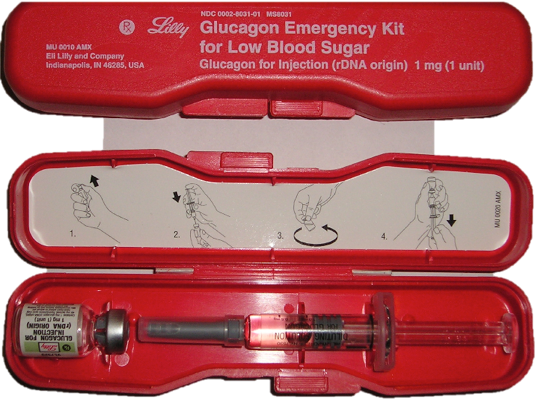 NDC 0002-8031-01 MS8031
Lilly
Glucagon Emergency Kit
for Low Blood Sugar
Glucagon for Injection (rDNA origin) 1 mg (1 unit)
MU 0010 AMX
Eli Lilly and Company
Indianapolis, IN 46285, USA
1.
2.
3.
4.
MU 0020 AMX
GLUCAGON FOR
INJECTION
(rDNA ORIGIN)
1 mg (1 unit)
Lilly
DILUTING